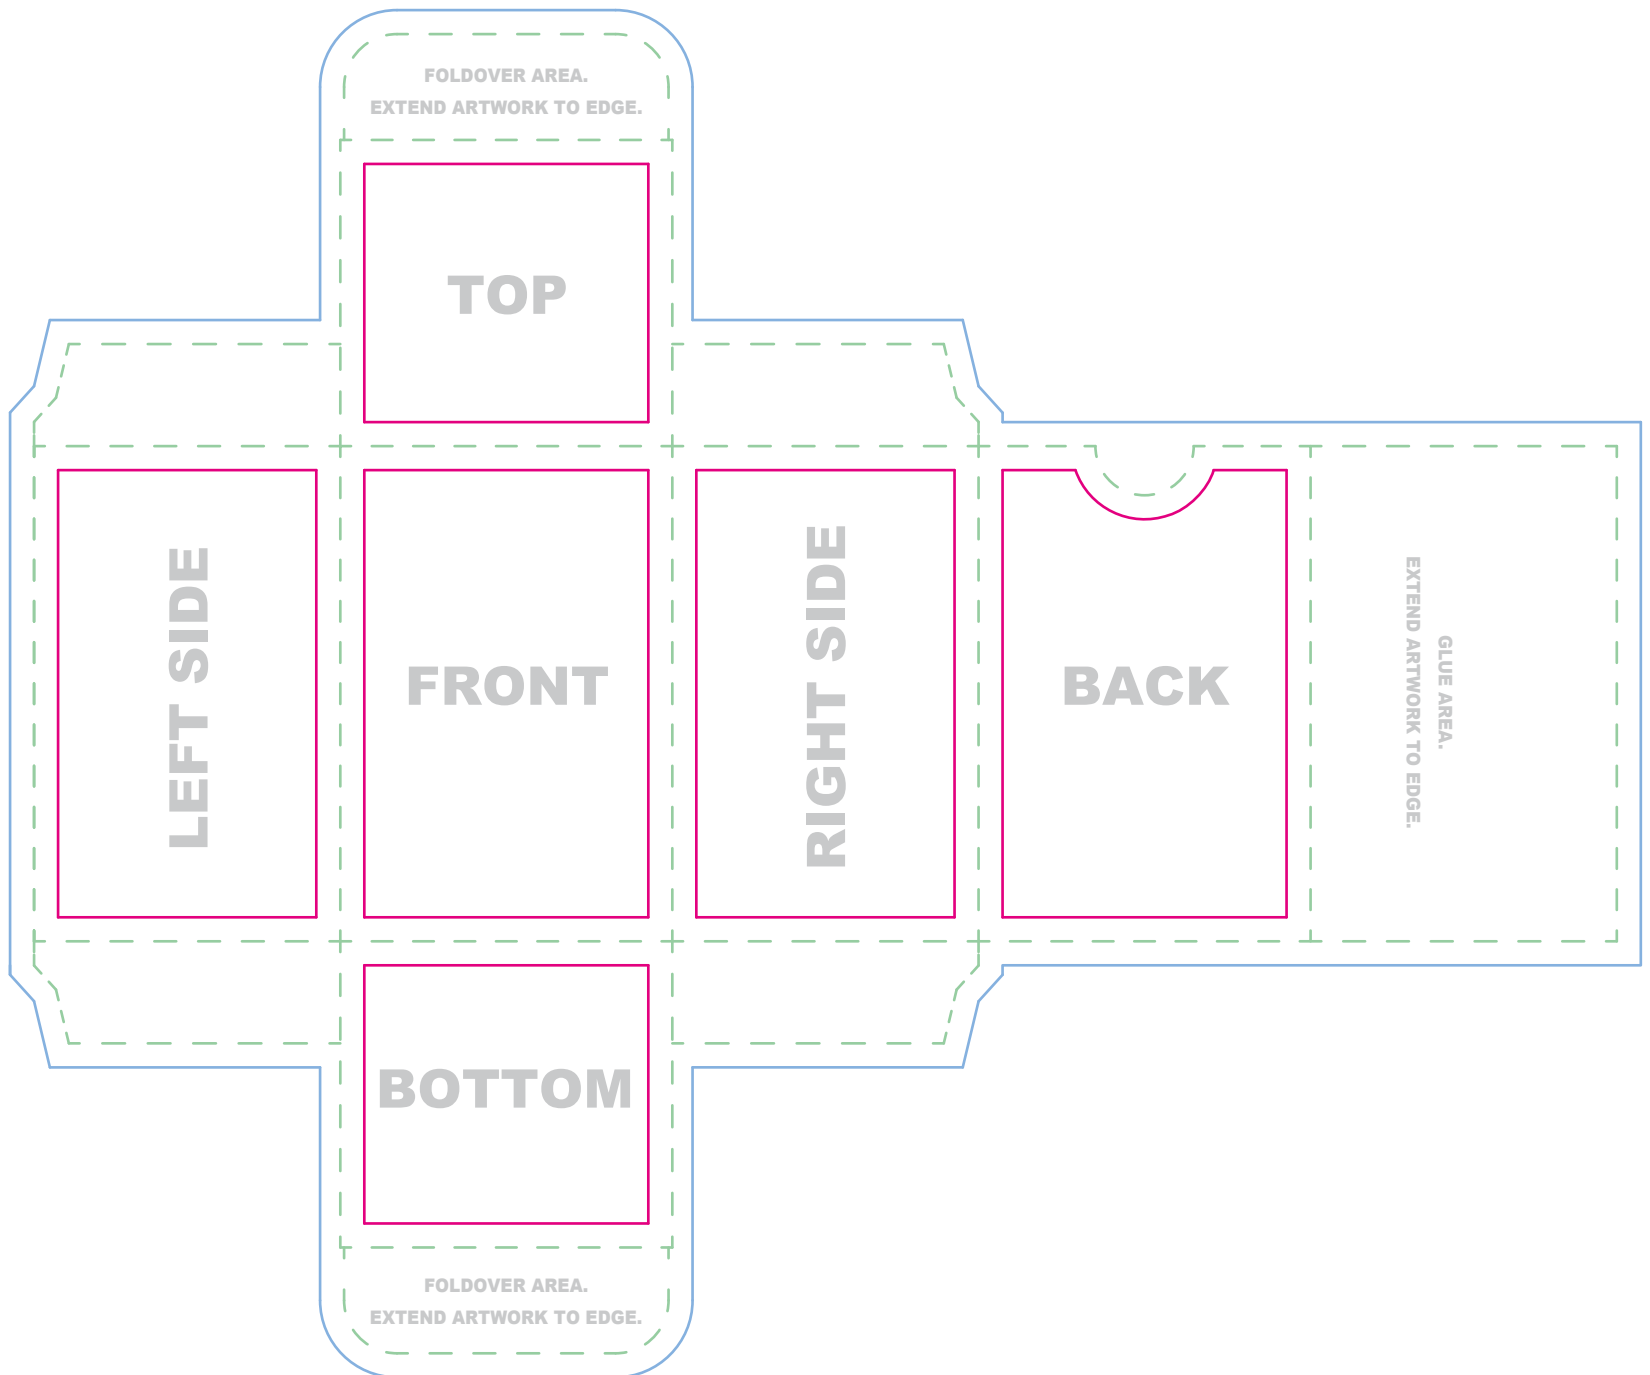 FOLDOVER AREA.
EXTEND ARTWORK TO EDGE.
TOP
LEFT SIDE
FRONT
RIGHT SIDE
BACK
GLUE AREA.
EXTEND ARTWORK TO EDGE.
BOTTOM
FOLDOVER AREA.
EXTEND ARTWORK TO EDGE.